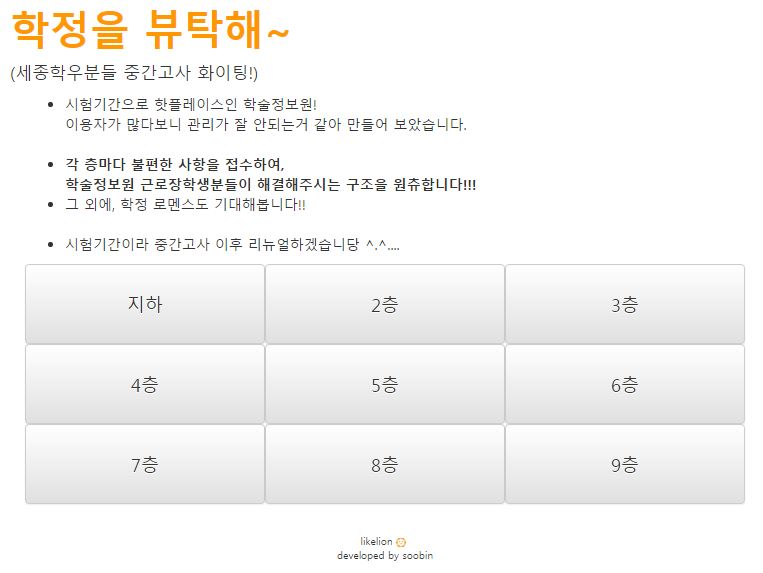 학정을 뷰탁해~
(세종학우분들 중간고사 화이팅!)
시험기간으로 핫플레이스인 학술정보원!
이용자가 많다보니 관리가 잘 안되는거 같아 만들어 보았습니다.
각 층마다 불편한 사항을 접수하여,
학술정보원 근로장학생분들이 해결해주시는 구조을 원츄합니다!!!
그 외에, 학정 로멘스도 기대해봅니다!!
시험기간이라 중간고사 이후 리뉴얼하겠습니당 ^.^....
지하 2층 3층
4층 5층 6층
7층 8층 9층
likelion
developed by soobin